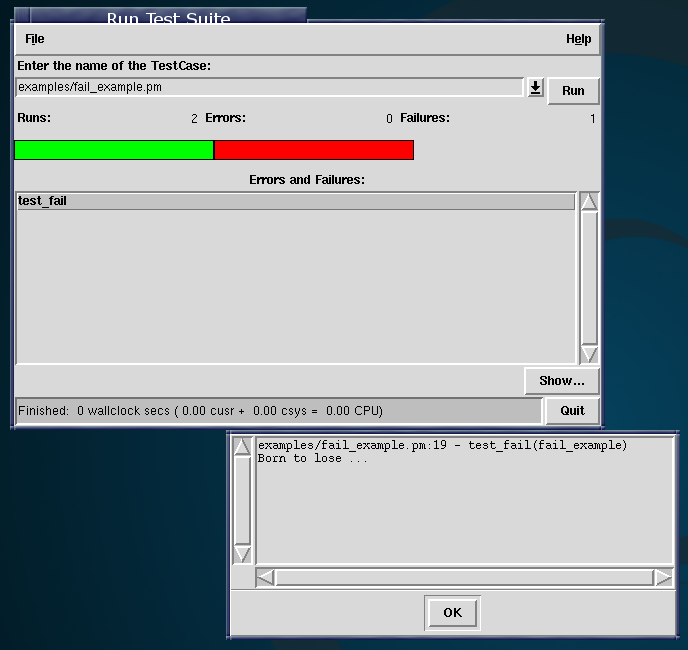 Run Test Suite
File Help
Enter the name of the TestCase:
examples/fail_example.pm
Run
Runs: 2 Errors: 0 Failures: 1
Errors and Failures:
test_fail
Show...
Finished: 0 wallclock secs ( 0.00 cusr + 0.00 csys = 0.00 CPU)
Quit
examples/fail_example.pm:19 - test_fail(fail_example)
Born to lose ...
OK